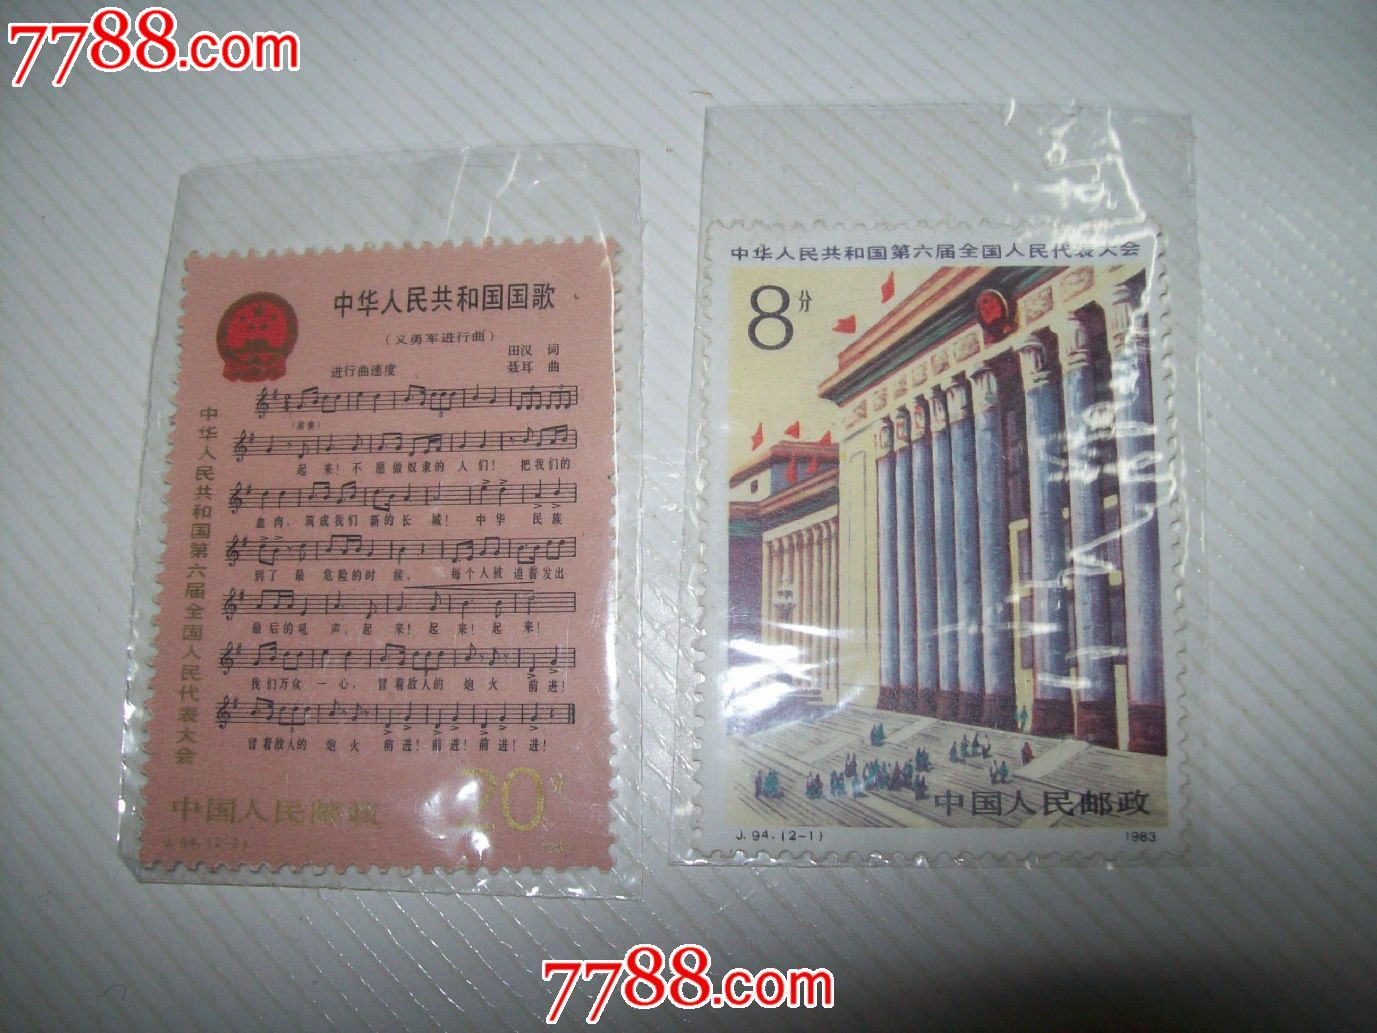 7788.com
中华人民共和国国歌
(义勇军进行曲)
田汉 词
进行曲速度 聂耳 曲
(前奏)
起 来! 不 愿 做 奴 隶 的 人 们! 把 我们 的
血 肉, 筑 成 我们 新 的 长 城! 中 华 民 族
到 了 最 危 险 的 时 候, 每 个 人 被 迫 着 发 出
最 后 的 吼 声, 起 来! 起 来! 起 来!
我们 万众 一 心, 冒 着 敌人 的 炮 火 前 进!
冒 着 敌人 的 炮 火 前 进! 前 进! 前 进! 进!
中华人民共和国第六届全国人民代表大会
20分
中国人民邮政
J.94.(2-2)
中华人民共和国第六届全国人民代表大会
8分
中国人民邮政
J.94.(2-1) 1983
7788.com